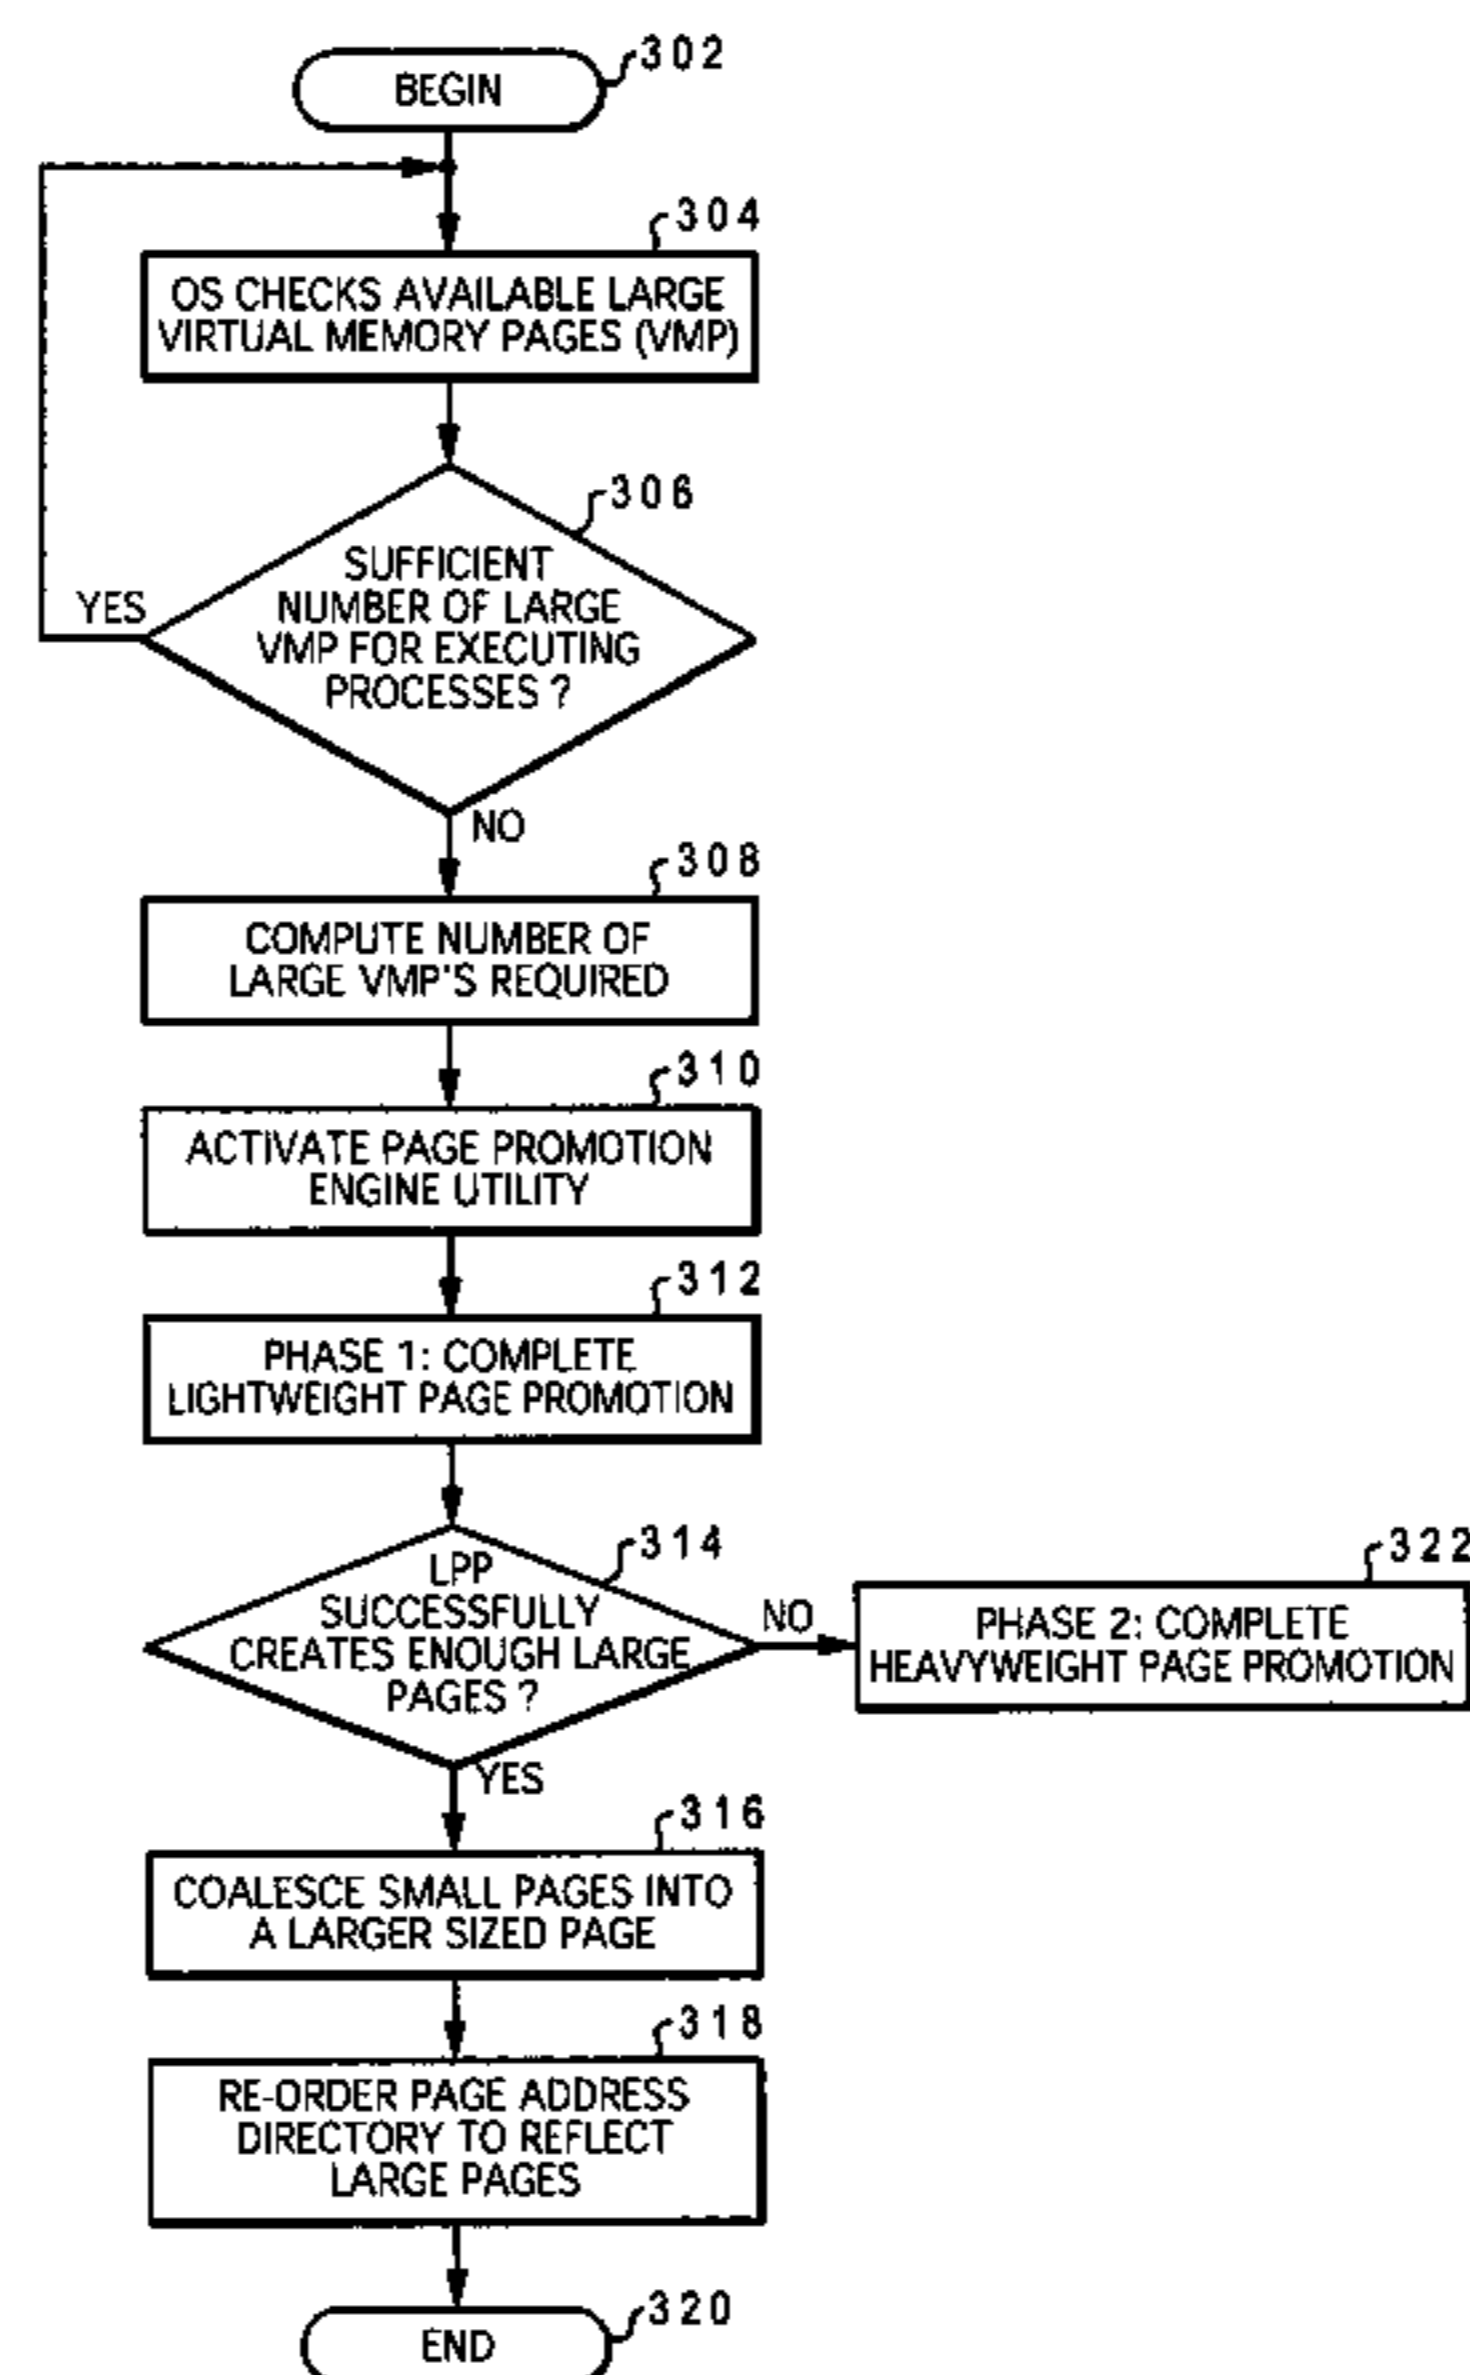 302
BEGIN
304
OS CHECKS AVAILABLE LARGE
VIRTUAL MEMORY PAGES (VMP)
306
SUFFICIENT
NUMBER OF LARGE
VMP FOR EXECUTING
PROCESSES ?
YES
NO
308
COMPUTE NUMBER OF
LARGE VMP'S REQUIRED
310
ACTIVATE PAGE PROMOTION
ENGINE UTILITY
312
PHASE 1: COMPLETE
LIGHTWEIGHT PAGE PROMOTION
314
LPP
SUCCESSFULLY
CREATES ENOUGH LARGE
PAGES ?
NO
322
PHASE 2: COMPLETE
HEAVYWEIGHT PAGE PROMOTION
YES
316
COALESCE SMALL PAGES INTO
A LARGER SIZED PAGE
318
RE-ORDER PAGE ADDRESS
DIRECTORY TO REFLECT
LARGE PAGES
320
END